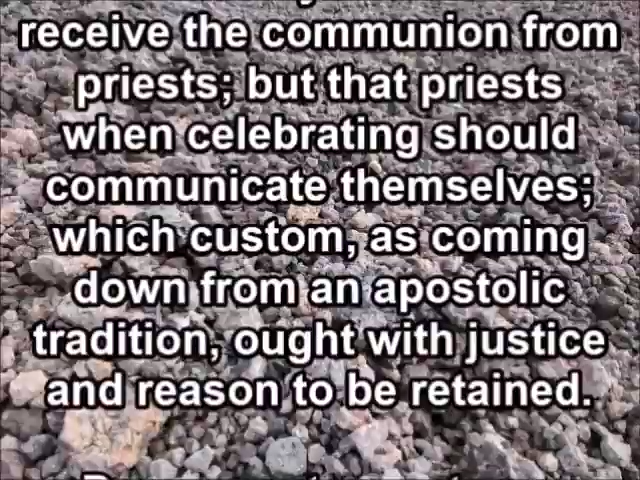 receive the communion from
priests; but that priests
when celebrating should
communicate themselves;
which custom, as coming
down from an apostolic
tradition, ought with justice
and reason to be retained.